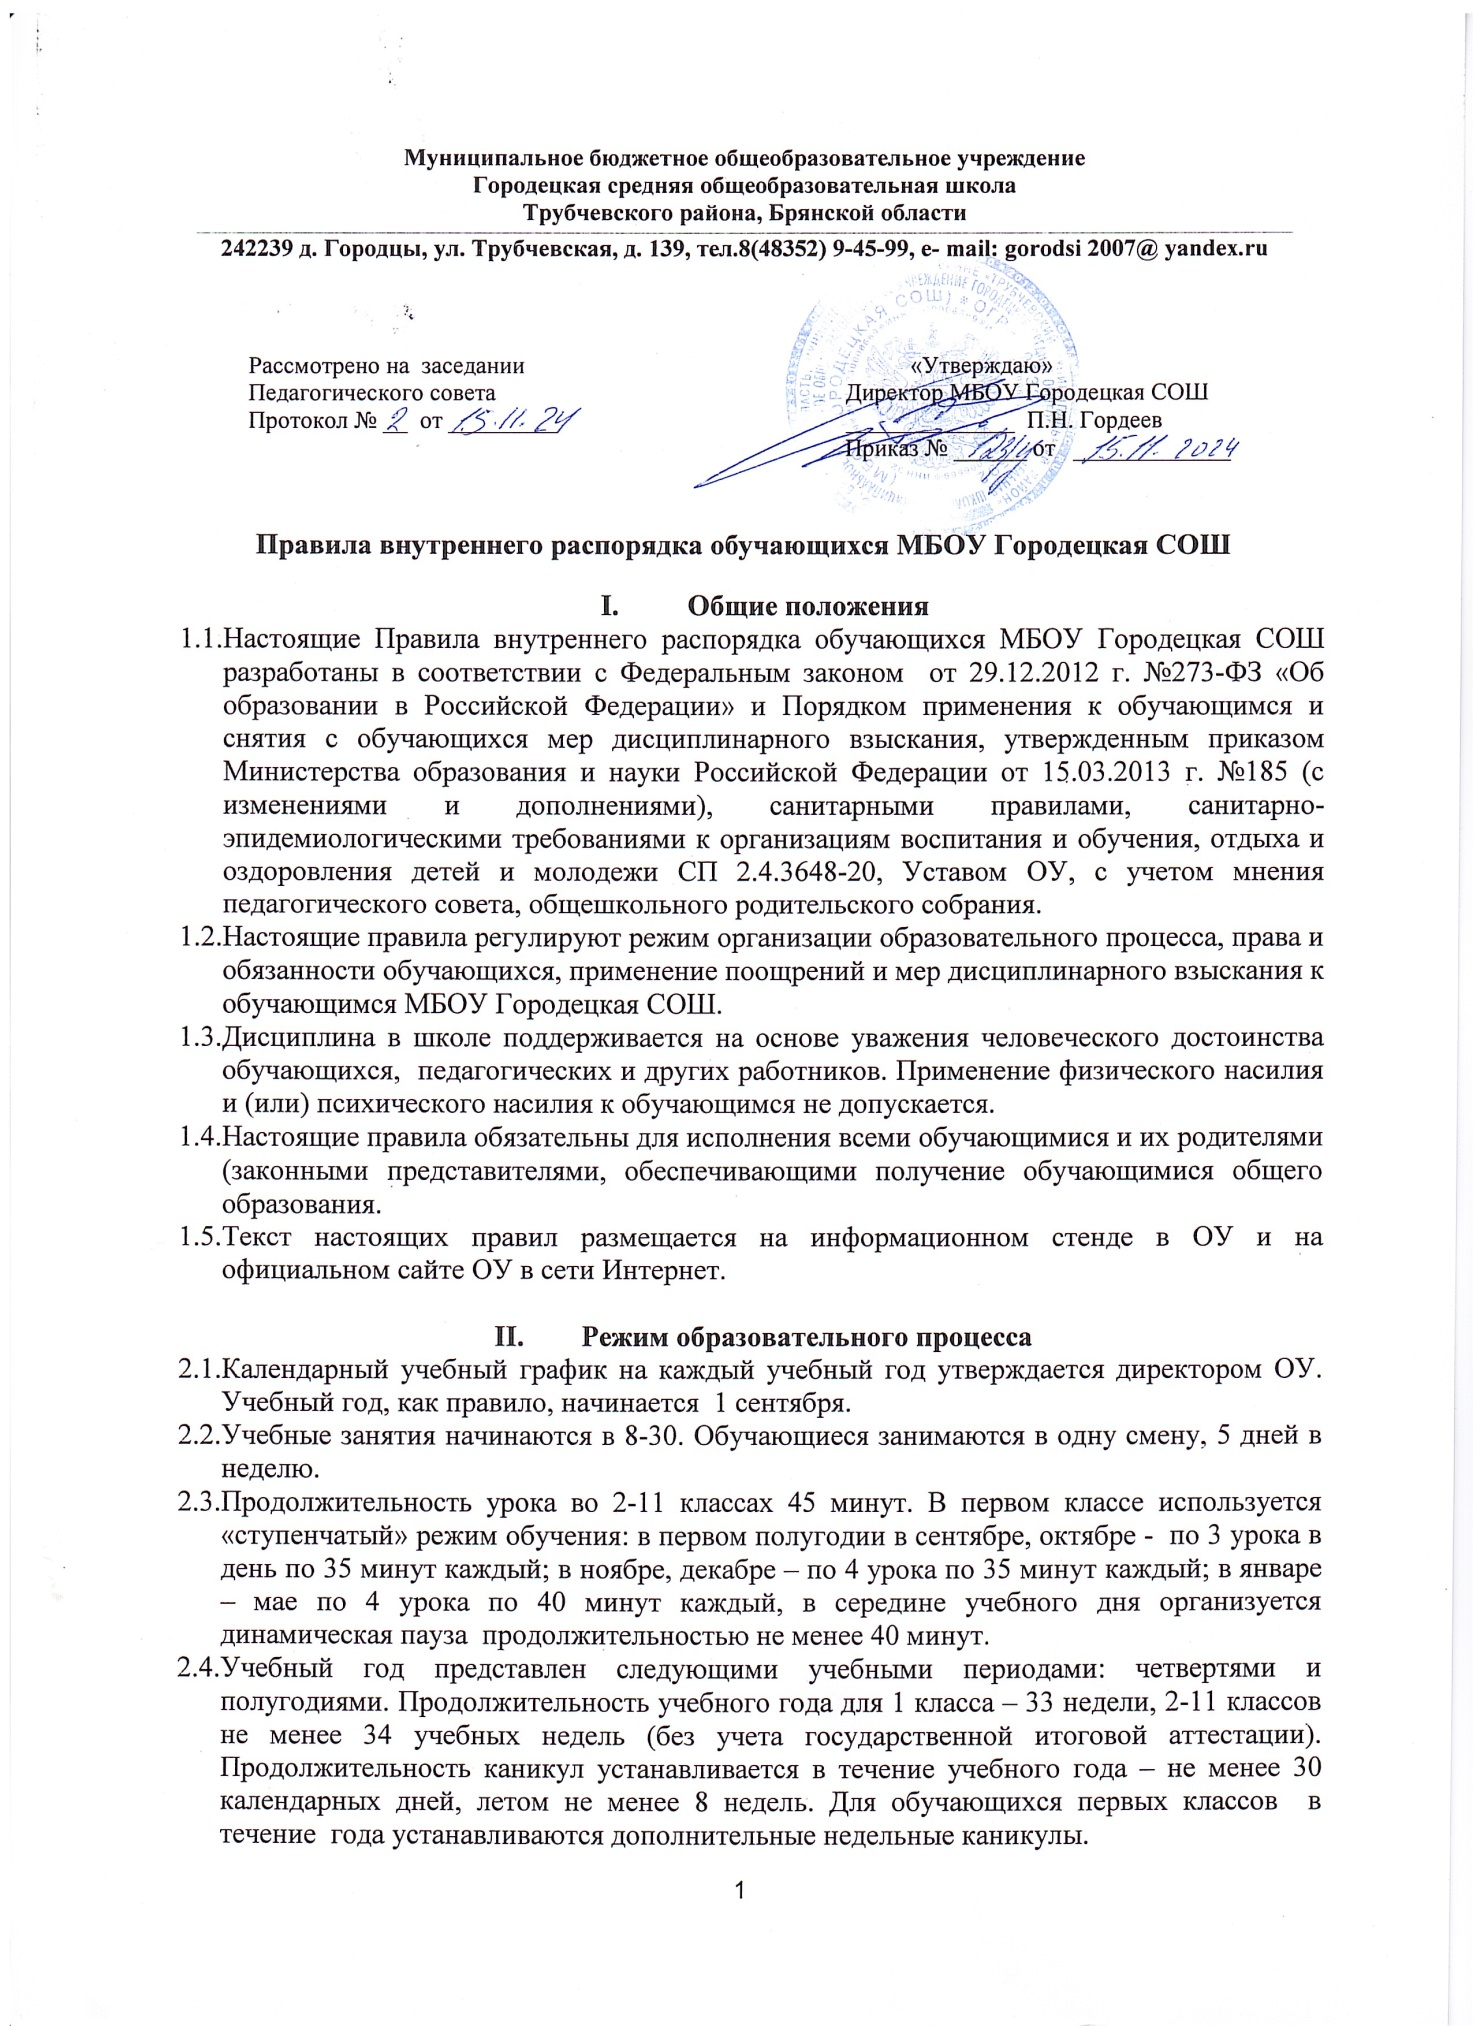 Муниципальное бюджетное общеобразовательное учреждение
Городецкая средняя общеобразовательная школа
Трубчевского района, Брянской области
242239 д. Городцы, ул. Трубчевская, д. 139, тел.8(48352) 9-45-99, е- mail: gorodsi 2007@ yandex.ru
Рассмотрено на заседании
Педагогического совета
Протокол № 2 от 15.11.24
«Утверждаю»
Директор МБОУ Городецкая СОШ
П.Н. Гордеев
Приказ № от 15.11.2024
Правила внутреннего распорядка обучающихся МБОУ Городецкая СОШ
I. Общие положения
1.1.Настоящие Правила внутреннего распорядка обучающихся МБОУ Городецкая СОШ
разработаны в соответствии с Федеральным законом от 29.12.2012 г. №273-ФЗ «Об
образовании в Российской Федерации» и Порядком применения к обучающимся и
снятия с обучающихся мер дисциплинарного взыскания, утвержденным приказом
Министерства образования и науки Российской Федерации от 15.03.2013 г. №185 (с
изменениями и дополнениями), санитарными правилами, санитарно-
эпидемиологическими требованиями к организациям воспитания и обучения, отдыха и
оздоровления детей и молодежи СП 2.4.3648-20, Уставом ОУ, с учетом мнения
педагогического совета, общешкольного родительского собрания.
1.2.Настоящие правила регулируют режим организации образовательного процесса, права и
обязанности обучающихся, применение поощрений и мер дисциплинарного взыскания к
обучающимся МБОУ Городецкая СОШ.
1.3.Дисциплина в школе поддерживается на основе уважения человеческого достоинства
обучающихся, педагогических и других работников. Применение физического насилия
и (или) психического насилия к обучающимся не допускается.
1.4.Настоящие правила обязательны для исполнения всеми обучающимися и их родителями
(законными представителями, обеспечивающими получение обучающимися общего
образования.
1.5.Текст настоящих правил размещается на информационном стенде в ОУ и на
официальном сайте ОУ в сети Интернет.
II. Режим образовательного процесса
2.1.Календарный учебный график на каждый учебный год утверждается директором ОУ.
Учебный год, как правило, начинается 1 сентября.
2.2.Учебные занятия начинаются в 8-30. Обучающиеся занимаются в одну смену, 5 дней в
неделю.
2.3.Продолжительность урока во 2-11 классах 45 минут. В первом классе используется
«ступенчатый» режим обучения: в первом полугодии в сентябре, октябре - по 3 урока в
день по 35 минут каждый; в ноябре, декабре – по 4 урока по 35 минут каждый; в январе
– мае по 4 урока по 40 минут каждый, в середине учебного дня организуется
динамическая пауза продолжительностью не менее 40 минут.
2.4.Учебный год представлен следующими учебными периодами: четвертями и
полугодиями. Продолжительность учебного года для 1 класса – 33 недели, 2-11 классов
не менее 34 учебных недель (без учета государственной итоговой аттестации).
Продолжительность каникул устанавливается в течение учебного года – не менее 30
календарных дней, летом не менее 8 недель. Для обучающихся первых классов в
течение года устанавливаются дополнительные недельные каникулы.
1